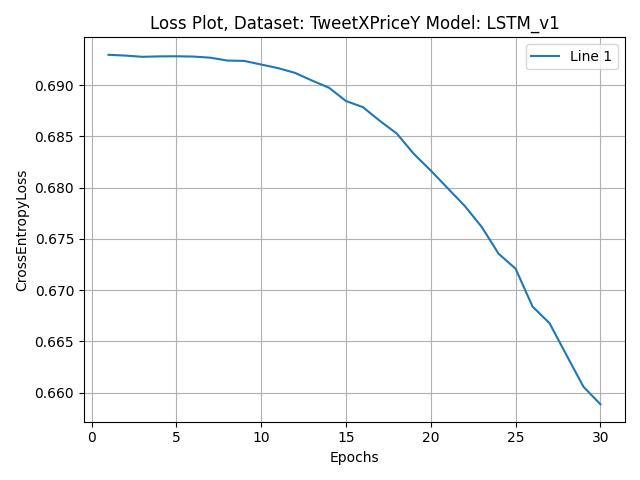 Loss Plot, Dataset: TweetXPriceY Model: LSTM_v1
Line 1
CrossEntropyLoss
0.690
0.685
0.680
0.675
0.670
0.665
0.660
0 5 10 15 20 25 30
Epochs